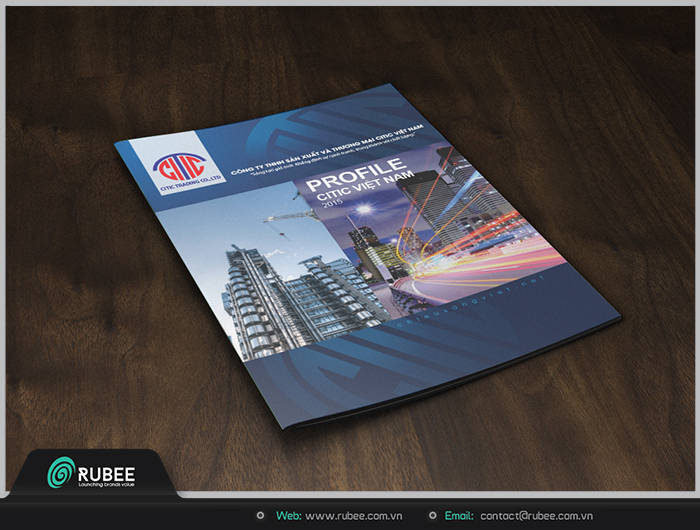 CITIC
CITIC TRADING CO., LTD
CÔNG TY TNHH SẢN XUẤT VÀ THƯƠNG MẠI CITIC VIỆT NAM
PROFILE
CITIC VIỆT NAM
2015
RUBEE
Launching brands value
Web: www.rubee.com.vn
Email: contact@rubee.com.vn